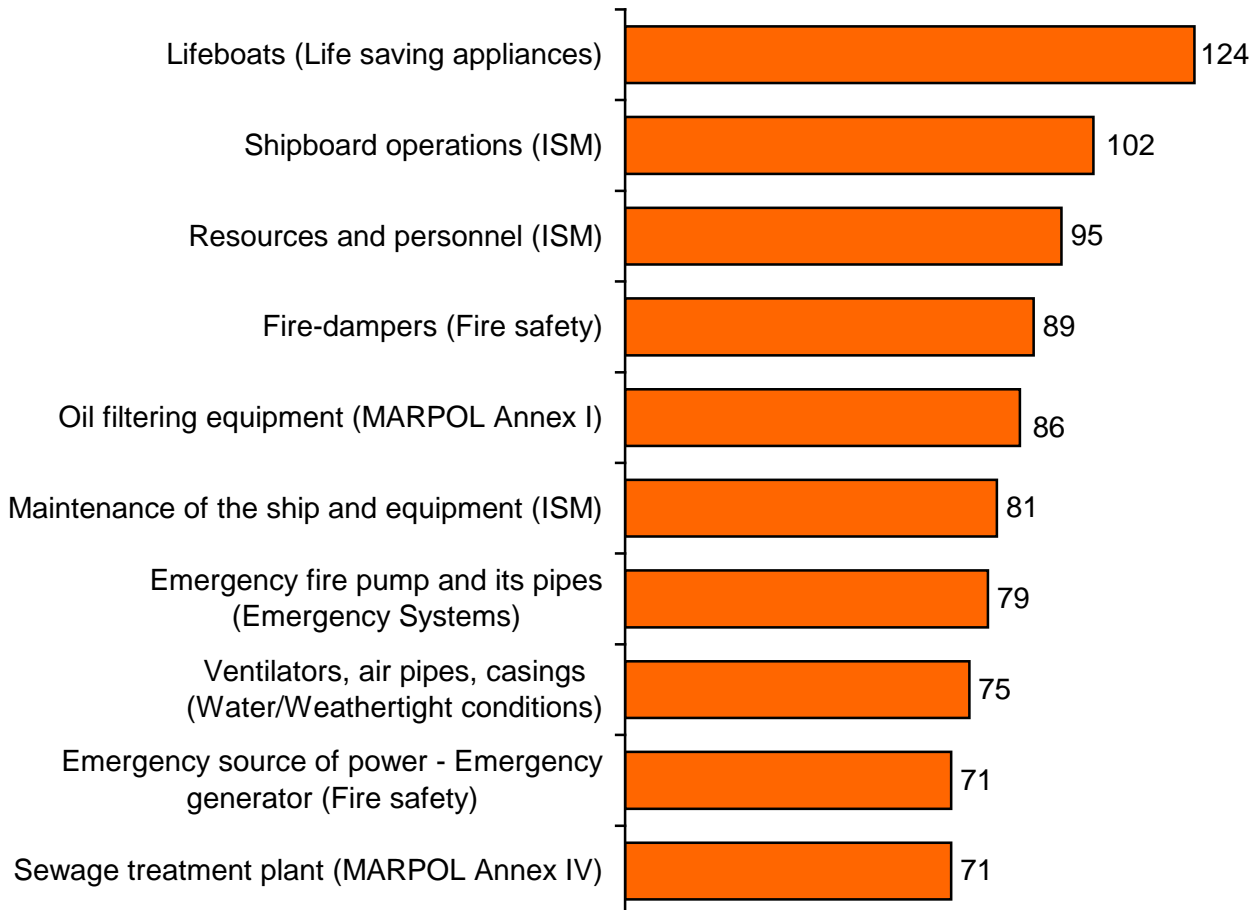 Lifeboats (Life saving appliances) 124
Shipboard operations (ISM) 102
Resources and personnel (ISM) 95
Fire-dampers (Fire safety) 89
Oil filtering equipment (MARPOL Annex I) 86
Maintenance of the ship and equipment (ISM) 81
Emergency fire pump and its pipes
(Emergency Systems) 79
Ventilators, air pipes, casings
(Water/Weathertight conditions) 75
Emergency source of power - Emergency
generator (Fire safety) 71
Sewage treatment plant (MARPOL Annex IV) 71